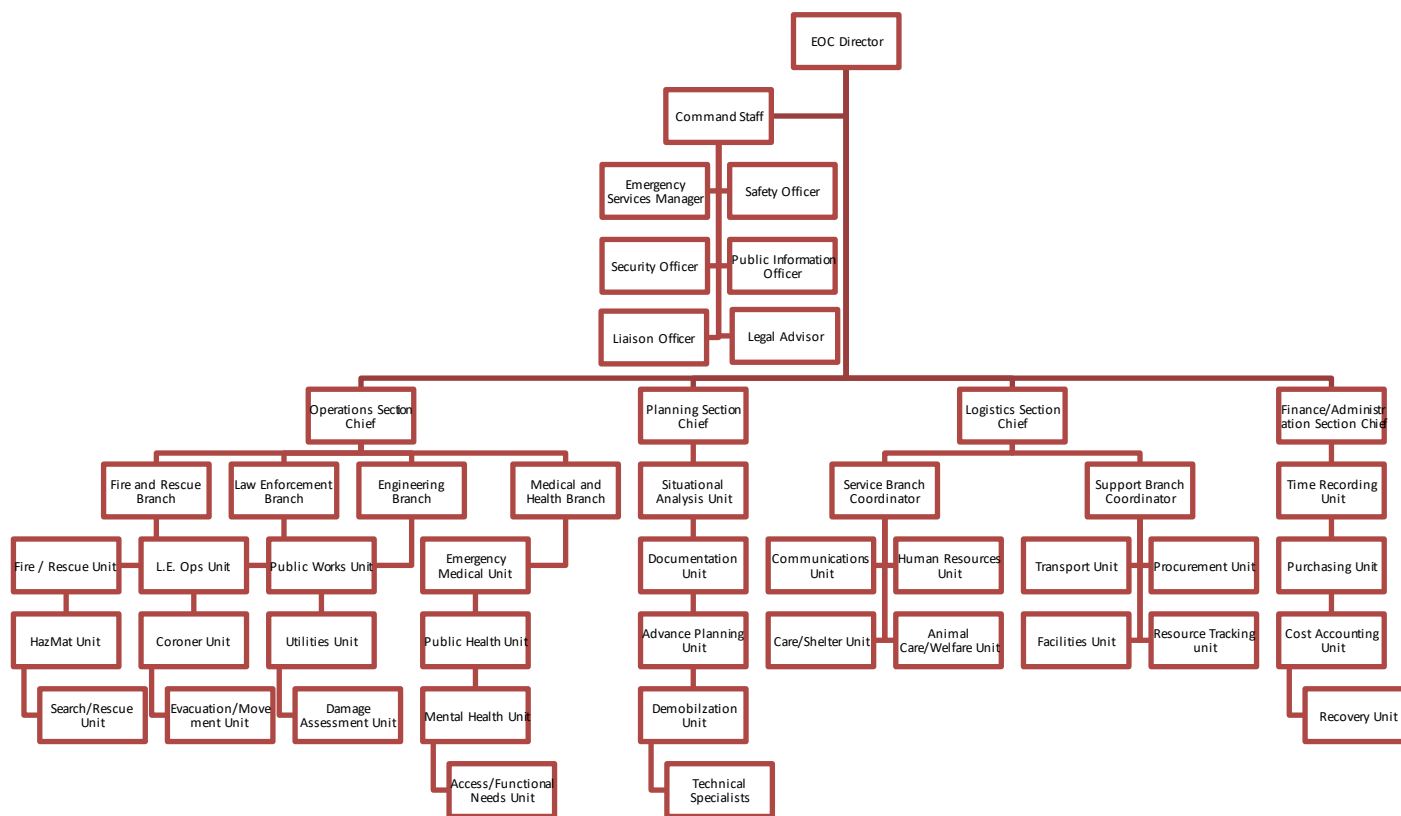 EOC Director
Command Staff
Emergency
Services Manager
Safety Officer
Security Officer
Public Information
Officer
Liaison Officer
Legal Advisor
Operations Section
Chief
Planning Section
Chief
Logistics Section
Chief
Finance/Administr
ation Section Chief
Fire and Rescue
Branch
Law Enforcement
Branch
Engineering
Branch
Medical and
Health Branch
Situational
Analysis Unit
Service Branch
Coordinator
Support Branch
Coordinator
Time Recording
Unit
Fire / Rescue Unit
L.E. Ops Unit
Public Works Unit
Emergency
Medical Unit
Documentation
Unit
Communications
Unit
Human Resources
Unit
Transport Unit
Procurement Unit
Purchasing Unit
HazMat Unit
Coroner Unit
Utilities Unit
Public Health Unit
Advance Planning
Unit
Care/Shelter Unit
Animal
Care/Welfare Unit
Facilities Unit
Resource Tracking
unit
Cost Accounting
Unit
Search/Rescue
Unit
Evacuation/Move
ment Unit
Damage
Assessment Unit
Mental Health Unit
Demobilzation
Unit
Recovery Unit
Access/Functional
Needs Unit
Technical
Specialists